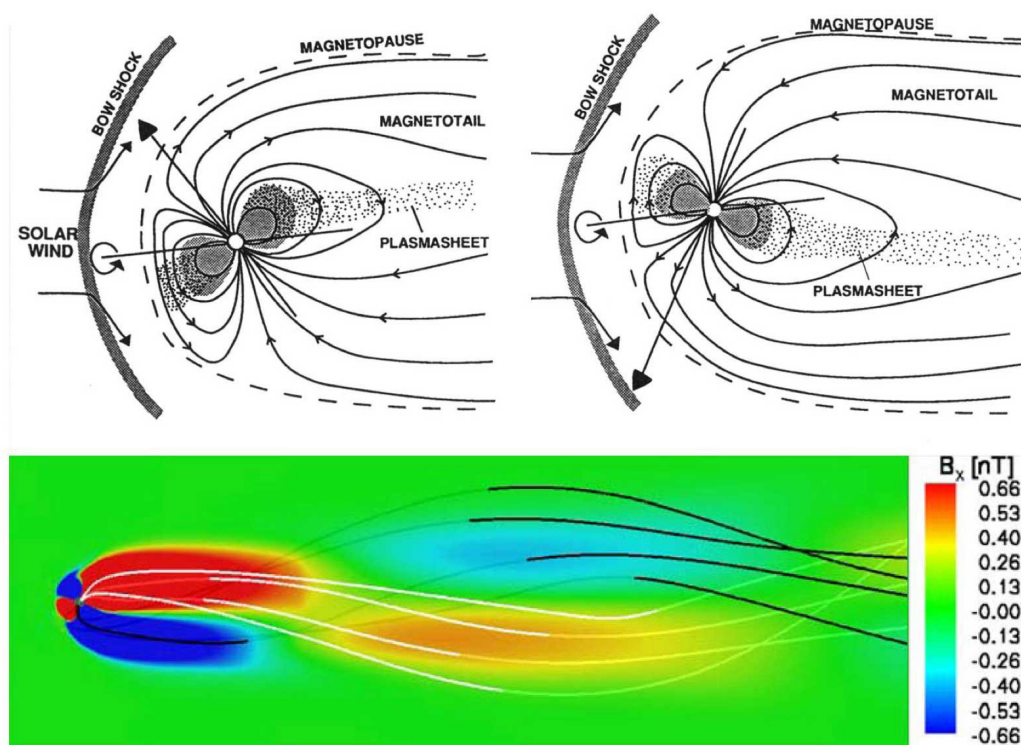 MAGNETOPAUSE
BOW SHOCK
MAGNETOTAIL
SOLAR
WIND
PLASMASHEET
MAGNETOPAUSE
BOW SHOCK
MAGNETOTAIL
PLASMASHEET
Bx [nT]
0.66
0.53
0.40
0.26
0.13
-0.00
-0.13
-0.26
-0.40
-0.53
-0.66